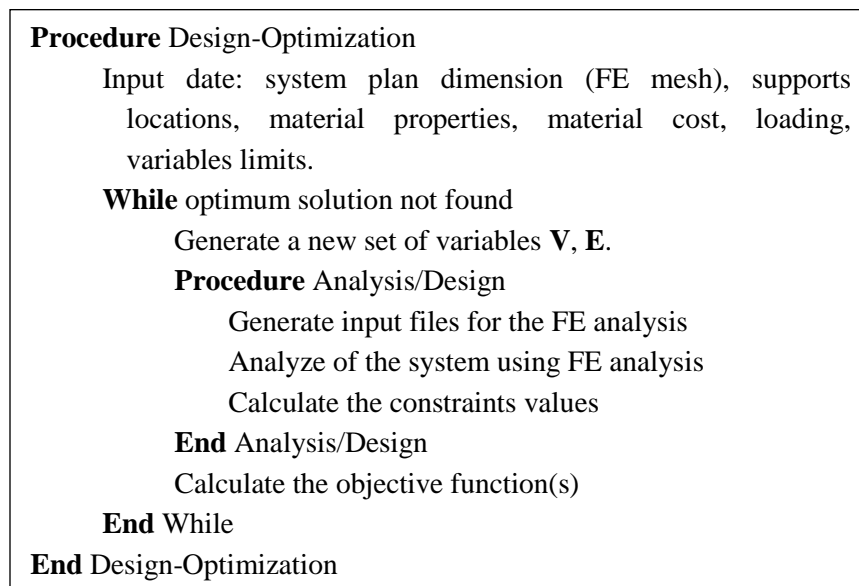 Procedure Design-Optimization
Input date: system plan dimension (FE mesh), supports
locations, material properties, material cost, loading,
variables limits.
While optimum solution not found
Generate a new set of variables V, E.
Procedure Analysis/Design
Generate input files for the FE analysis
Analyze of the system using FE analysis
Calculate the constraints values
End Analysis/Design
Calculate the objective function(s)
End While
End Design-Optimization